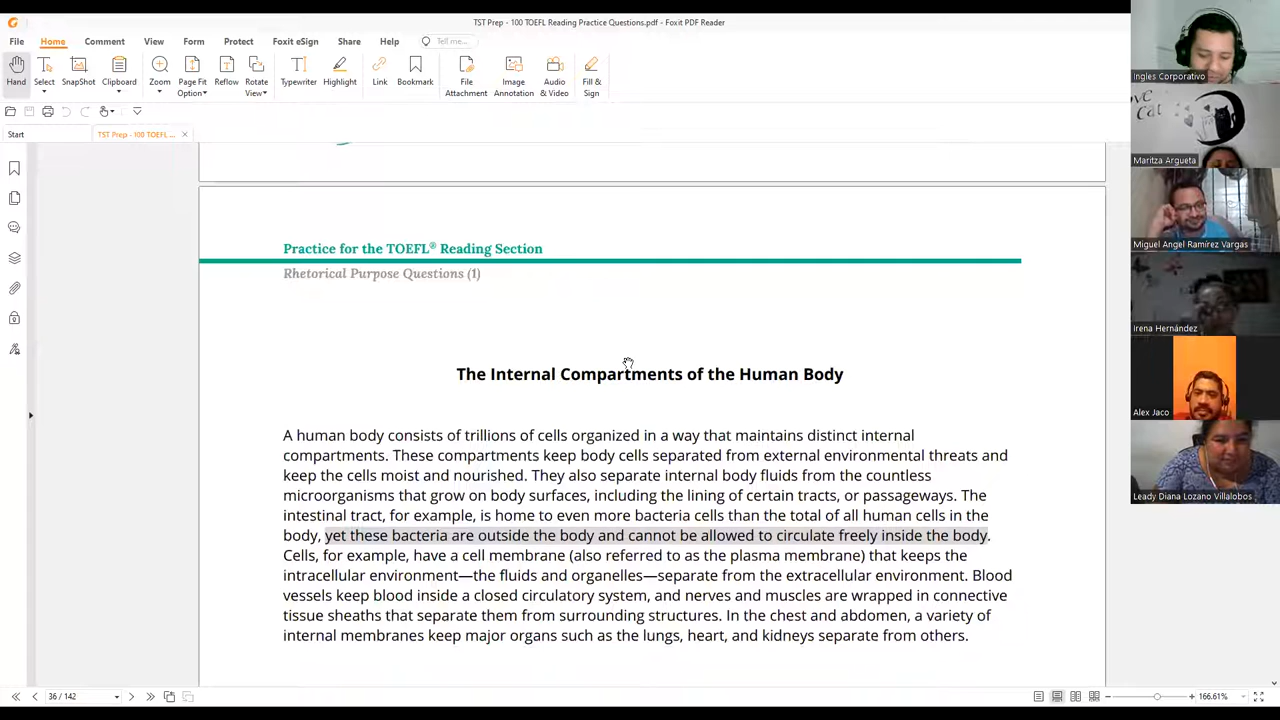 TST Prep - 100 TOEFL Reading Practice Questions.pdf - Foxit PDF Reader
File Home Comment View Form Protect Foxit eSign Share Help Tell me...
Hand Select SnapShot Clipboard Zoom Page Fit Option Reflow Rotate View Typewriter Highlight Link Bookmark File Attachment Image Annotation Audio & Video Fill & Sign
Start TST Prep - 100 TOEFL ...
Practice for the TOEFL® Reading Section
Rhetorical Purpose Questions (1)
The Internal Compartments of the Human Body
A human body consists of trillions of cells organized in a way that maintains distinct internal
compartments. These compartments keep body cells separated from external environmental threats and
keep the cells moist and nourished. They also separate internal body fluids from the countless
microorganisms that grow on body surfaces, including the lining of certain tracts, or passageways. The
intestinal tract, for example, is home to even more bacteria cells than the total of all human cells in the
body, yet these bacteria are outside the body and cannot be allowed to circulate freely inside the body.
Cells, for example, have a cell membrane (also referred to as the plasma membrane) that keeps the
intracellular environment—the fluids and organelles—separate from the extracellular environment. Blood
vessels keep blood inside a closed circulatory system, and nerves and muscles are wrapped in connective
tissue sheaths that separate them from surrounding structures. In the chest and abdomen, a variety of
internal membranes keep major organs such as the lungs, heart, and kidneys separate from others.
36 / 142
166.61%
Ingles Corporativo
ove
Cat
Maritza Argueta
Miguel Angel Ramírez Vargas
Irena Hernández
Alex Jaco
Leady Diana Lozano Villalobos